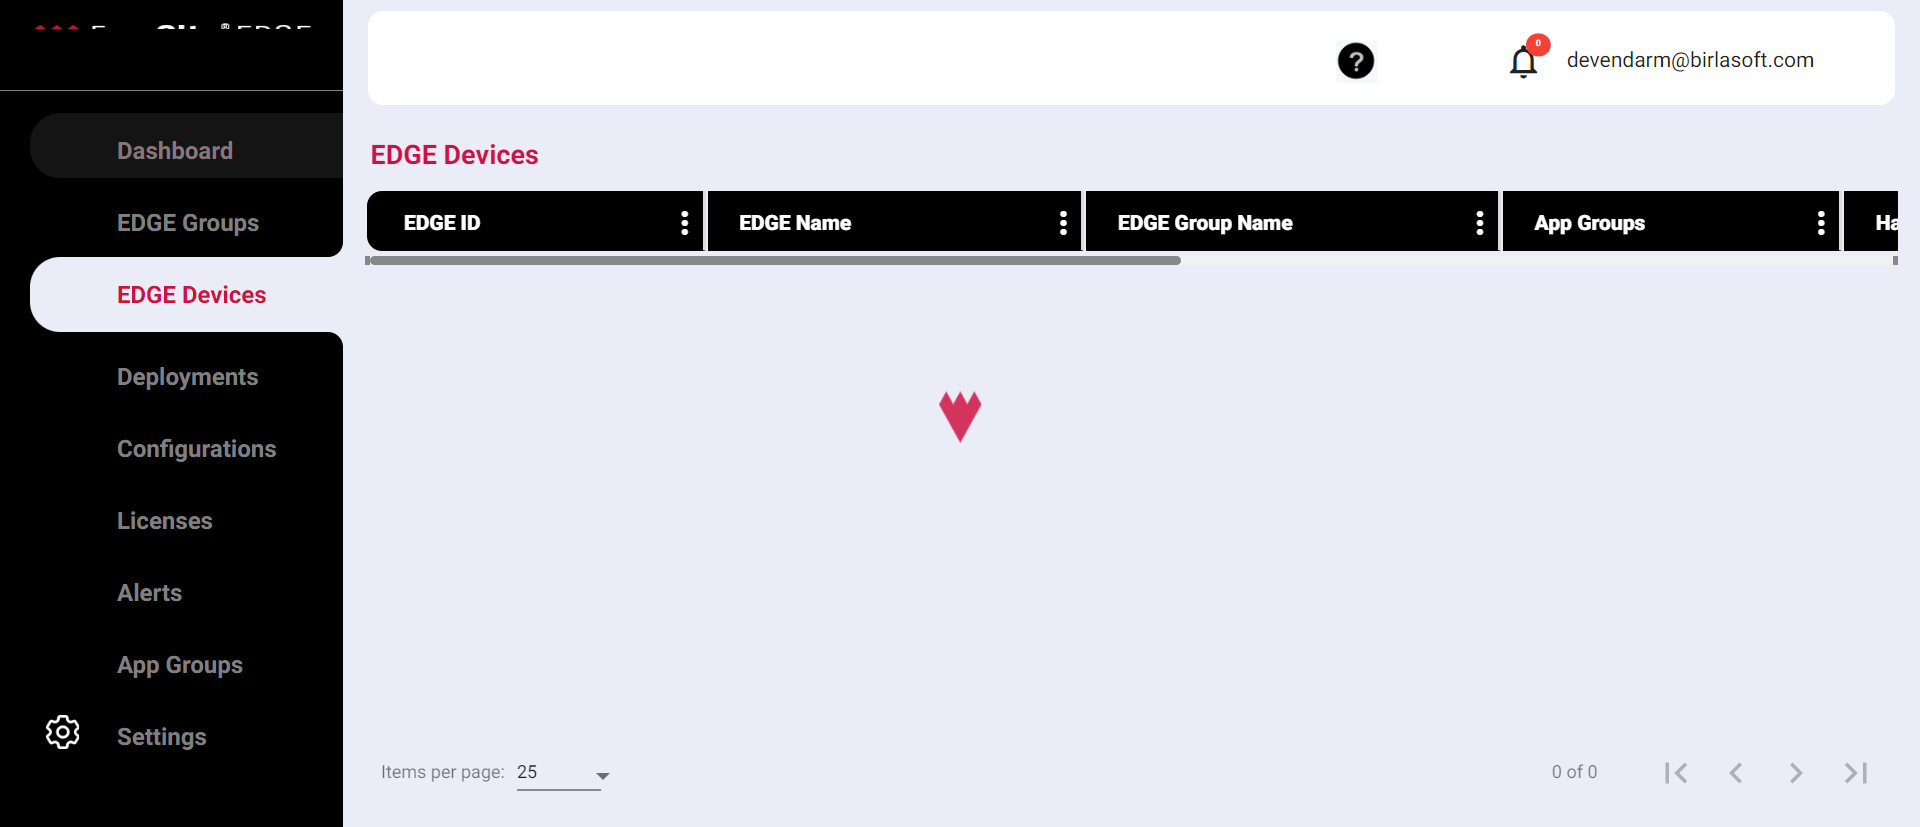 devendarm@birlasoft.com
0
?
Dashboard
EDGE Groups
EDGE Devices
Deployments
Configurations
Licenses
Alerts
App Groups
Settings
EDGE Devices
EDGE ID
EDGE Name
EDGE Group Name
App Groups
Ha
Items per page: 25
0 of 0